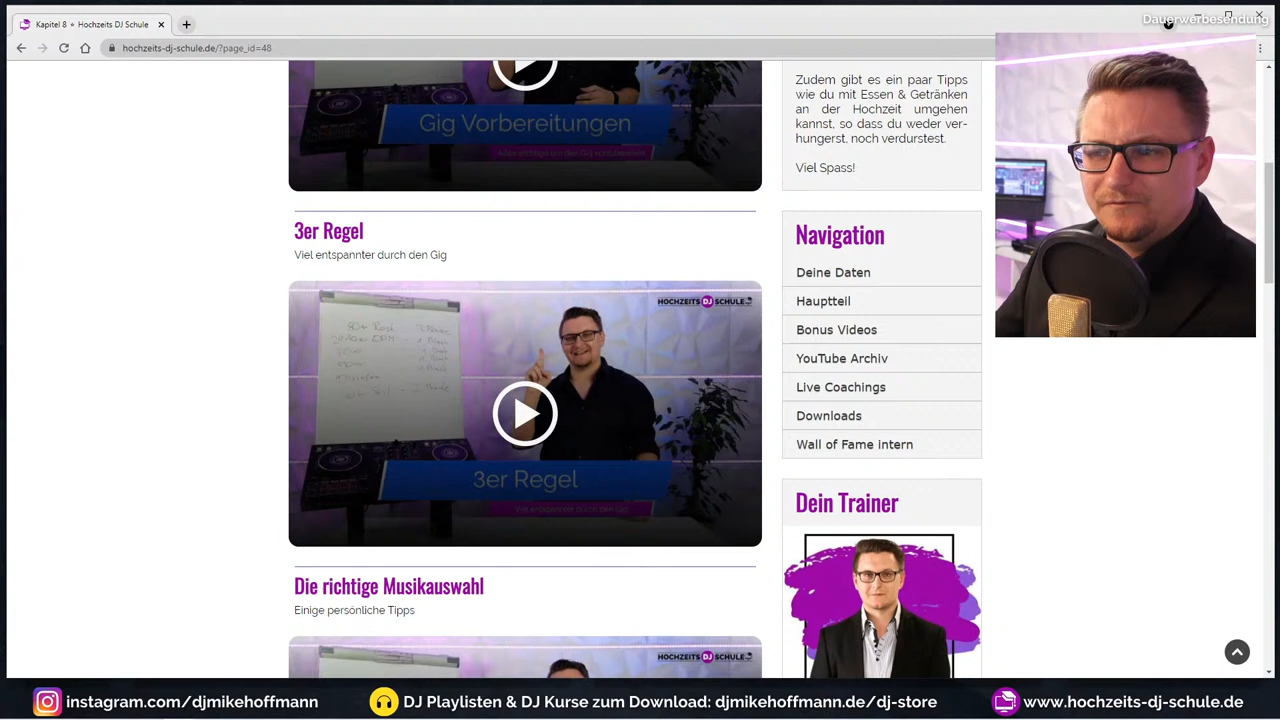 Kapitel 8 ⭐ Hochzeits DJ Schule
Dauerwerbesendung
hochzeits-dj-schule.de/?page_id=48
Gig Vorbereitungen
Zudem gibt es ein paar Tipps
wie du mit Essen & Getränken
an der Hochzeit umgehen
kannst, so dass du weder ver-
hungerst, noch verdurstest.
Viel Spass!
3er Regel
Viel entspannter durch den Gig
HOCHZEITS DJ SCHULE
3er Regel
Viel entspannter durch den Gig
Navigation
Deine Daten
Hauptteil
Bonus Videos
YouTube Archiv
Live Coachings
Downloads
Wall of Fame intern
Dein Trainer
Die richtige Musikauswahl
Einige persönliche Tipps
HOCHZEITS DJ SCHULE
instagram.com/djmikehoffmann
DJ Playlisten & DJ Kurse zum Download: djmikehoffmann.de/dj-store
www.hochzeits-dj-schule.de